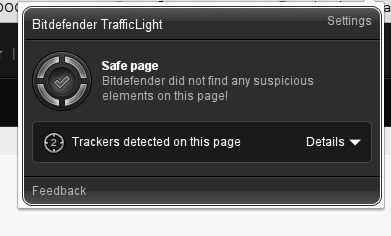 Bitdefender TrafficLight
Settings
Safe page
Bitdefender did not find any suspicious
elements on this page!
2
Trackers detected on this page
Details
Feedback